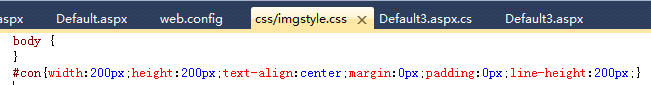 aspx Default.aspx web.config css/imgstyle.css Default3.aspx.cs Default3.aspx
body {
}
#con{width:200px;height:200px;text-align:center;margin:0px;padding:0px;line-height:200px;}